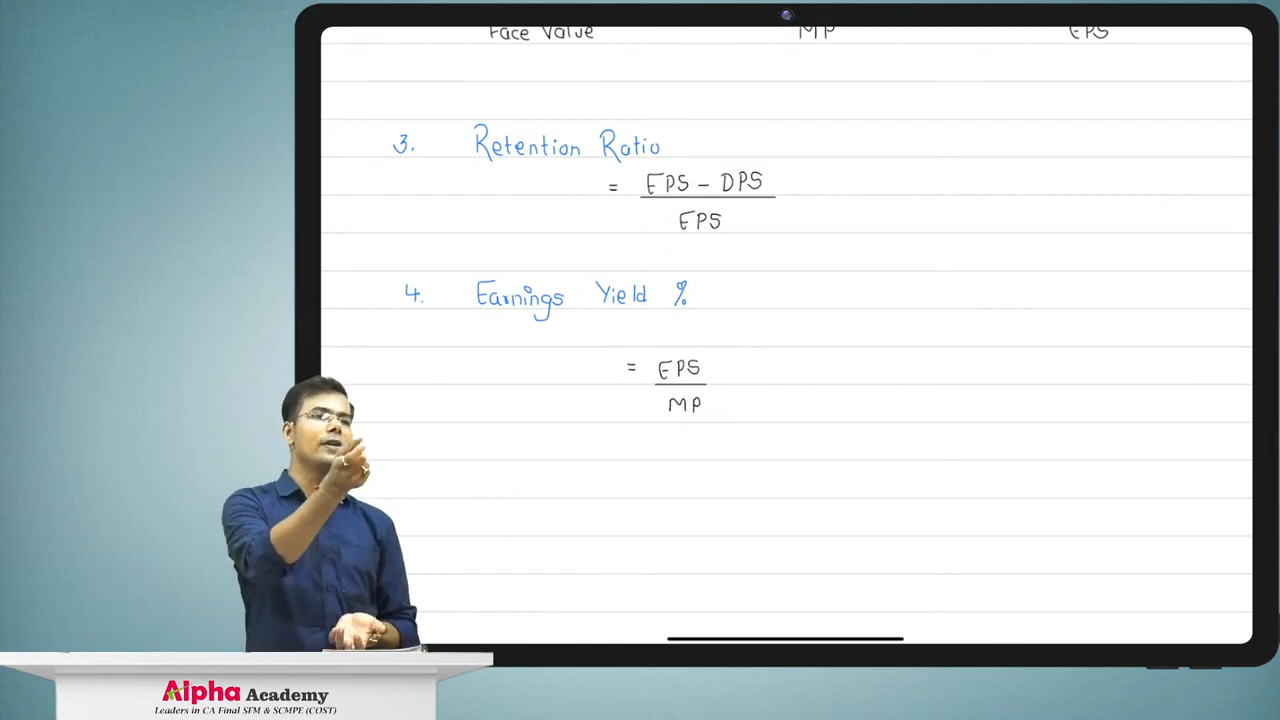 Face Value MP EPS
3. Retention Ratio
= EPS - DPS
EPS
4. Earnings Yield %
= EPS
MP
Alpha Academy
Leaders in CA Final SFM & SCMPE (COST)